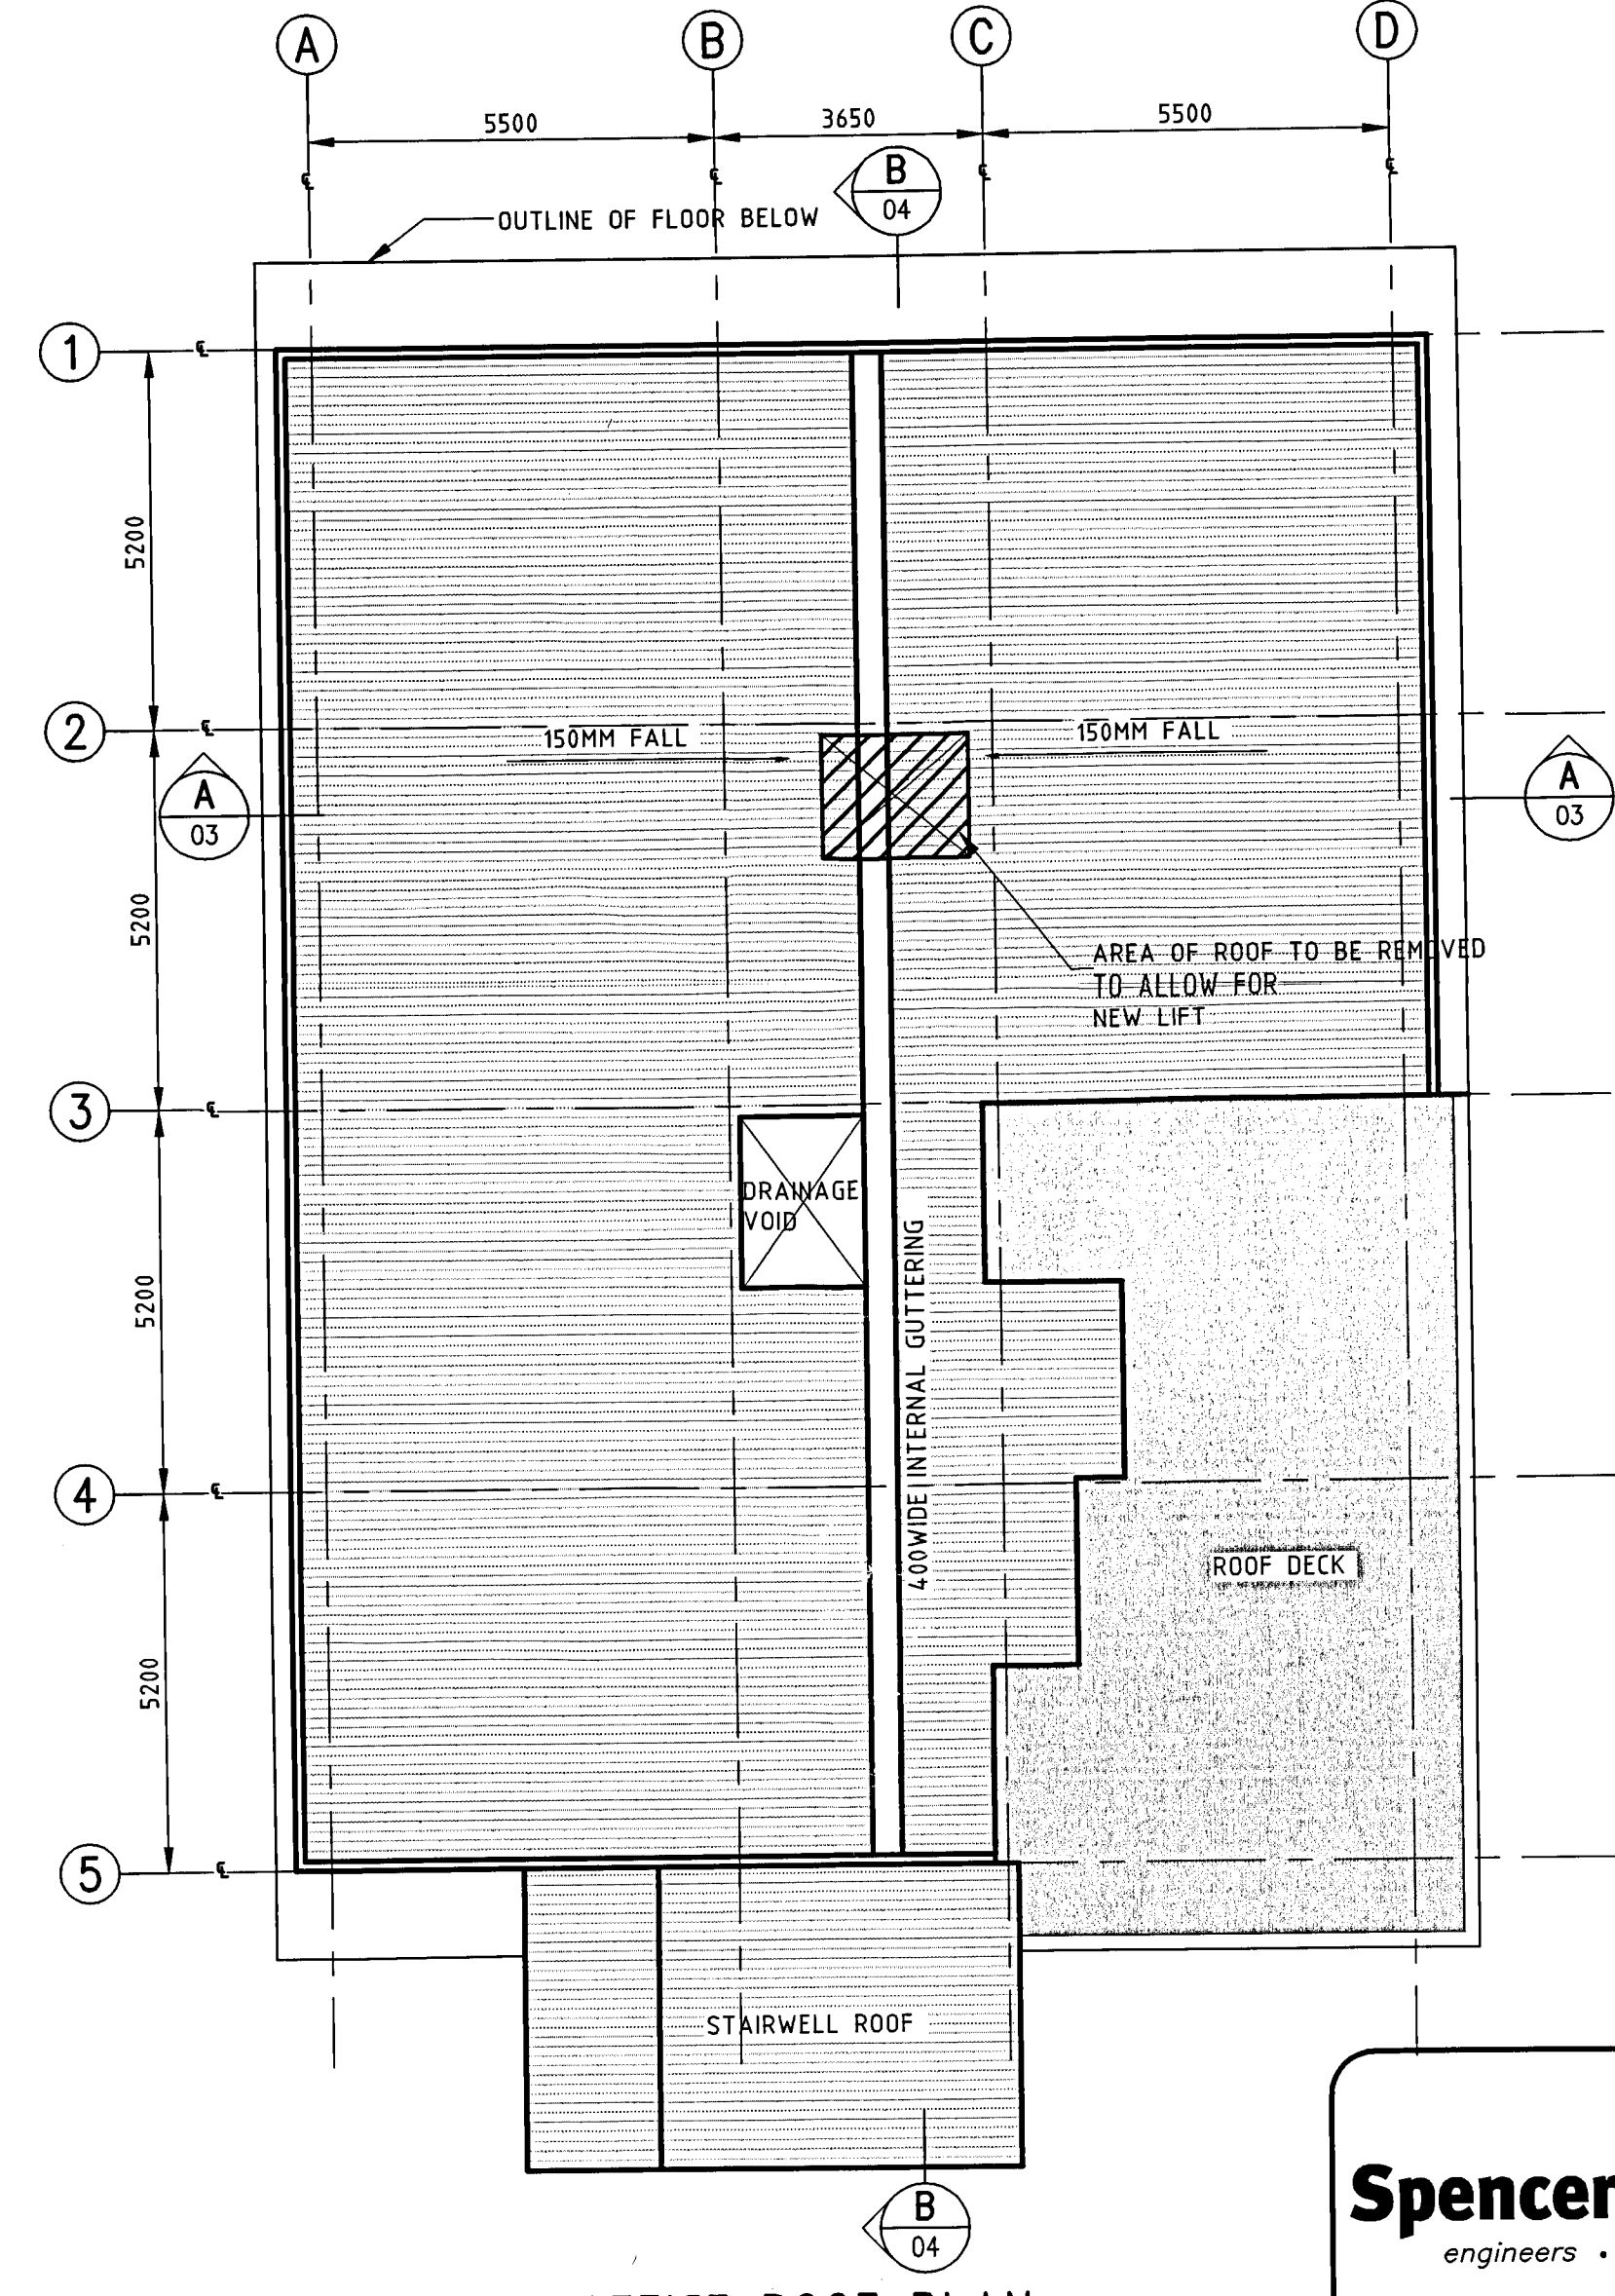 A
B
C
D
5500
3650
5500
B
04
OUTLINE OF FLOOR BELOW
1
5200
2
150MM FALL
150MM FALL
A
03
A
03
5200
AREA OF ROOF TO BE REMOVED
TO ALLOW FOR
NEW LIFT
3
DRAINAGE
VOID
5200
400WIDE INTERNAL GUTTERING
4
ROOF DECK
5200
5
STAIRWELL ROOF
B
04
Spencer
engineers •
ROOF PLAN